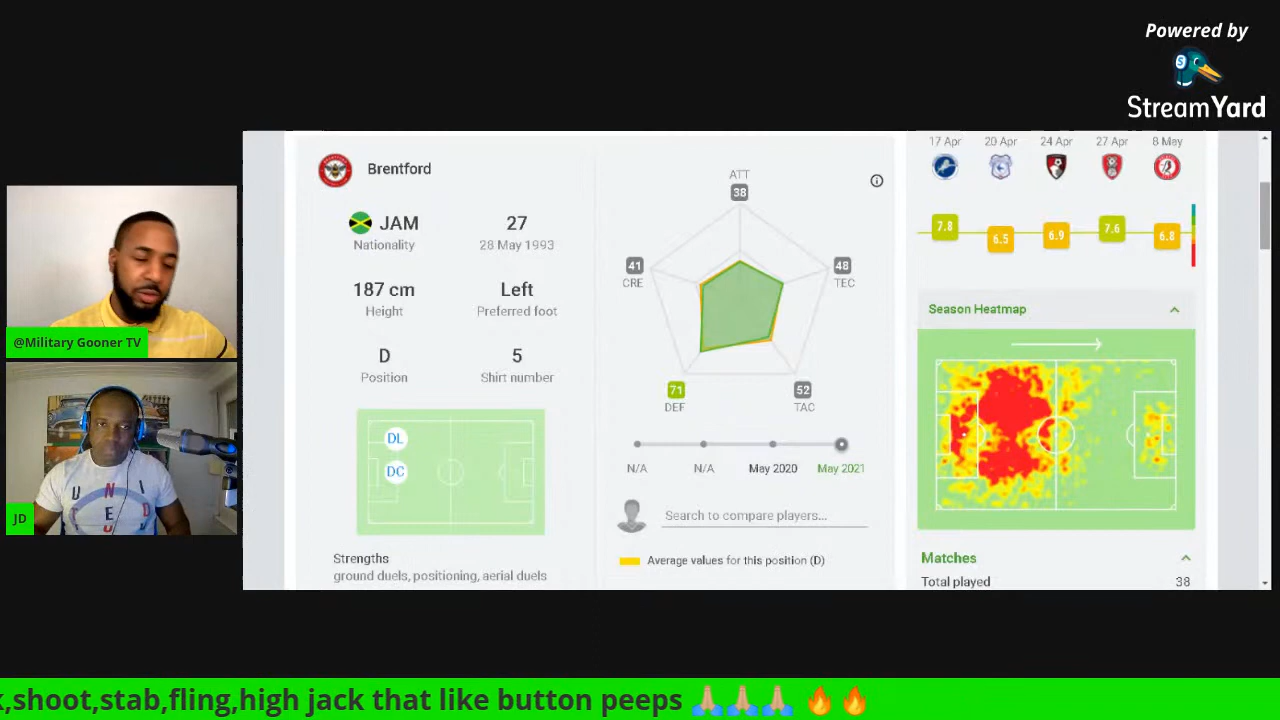 Powered by
StreamYard
Brentford
JAM
Nationality
27
28 May 1993
187 cm
Height
Left
Preferred foot
D
Position
5
Shirt number
DL
DC
Strengths
ground duels, positioning, aerial duels
ATT
38
41
CRE
48
TEC
71
DEF
52
TAC
N/A
N/A
May 2020
May 2021
Search to compare players...
Average values for this position (D)
17 Apr
20 Apr
24 Apr
27 Apr
8 May
7.8
6.5
6.9
7.6
6.8
Season Heatmap
Matches
Total played
38
@Military Gooner TV
UNITED
JD
,shoot,stab,fling,high jack that like button peeps 🙏🏼🙏🏼🙏🏼 🔥🔥